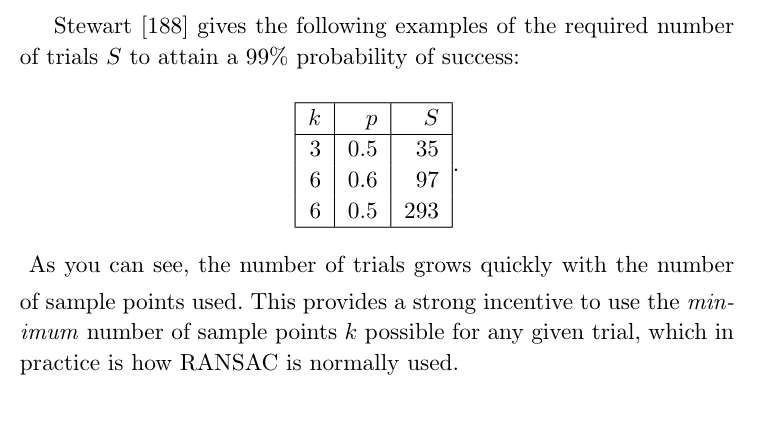 Stewart [188] gives the following examples of the required number
of trials S to attain a 99% probability of success:
k p S
3 0.5 35
6 0.6 97
6 0.5 293
.
As you can see, the number of trials grows quickly with the number
of sample points used. This provides a strong incentive to use the min-
imum number of sample points k possible for any given trial, which in
practice is how RANSAC is normally used.